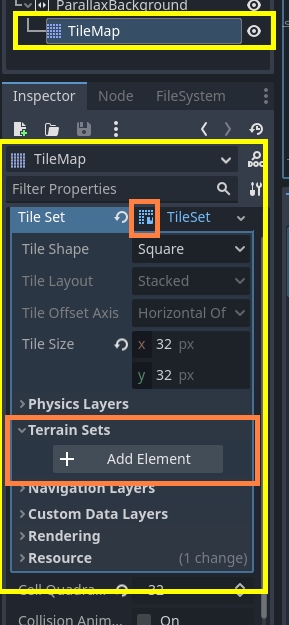 ParallaxBackground
TileMap
Inspector Node FileSystem
TileMap
DOC
Filter Properties
Tile Set TileSet
Tile Shape Square
Tile Layout Stacked
Tile Offset Axis Horizontal Of
Tile Size x 32 px
y 32 px
Physics Layers
Terrain Sets
+ Add Element
Navigation Layers
Custom Data Layers
Rendering
Resource (1 change)
Cell Quadra... 32
Collision Anim... On